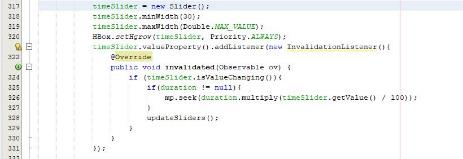 317 timeSlider = new Slider();
318 timeSlider.minWidth(30);
319 timeSlider.maxWidth(Double.MAX_VALUE);
320 HBox.setHgrow(timeSlider, Priority.ALWAYS);
timeSlider.valueProperty().addListener(new InvalidationListener(){
322 @Override
public void invalidated(Observable ov) {
324 if (timeSlider.isValueChanging()){
325 if(duration != null){
326 mp.seek(duration.multiply(timeSlider.getValue() / 100));
327 }
328 updateSliders();
329 }
330 }
331 });